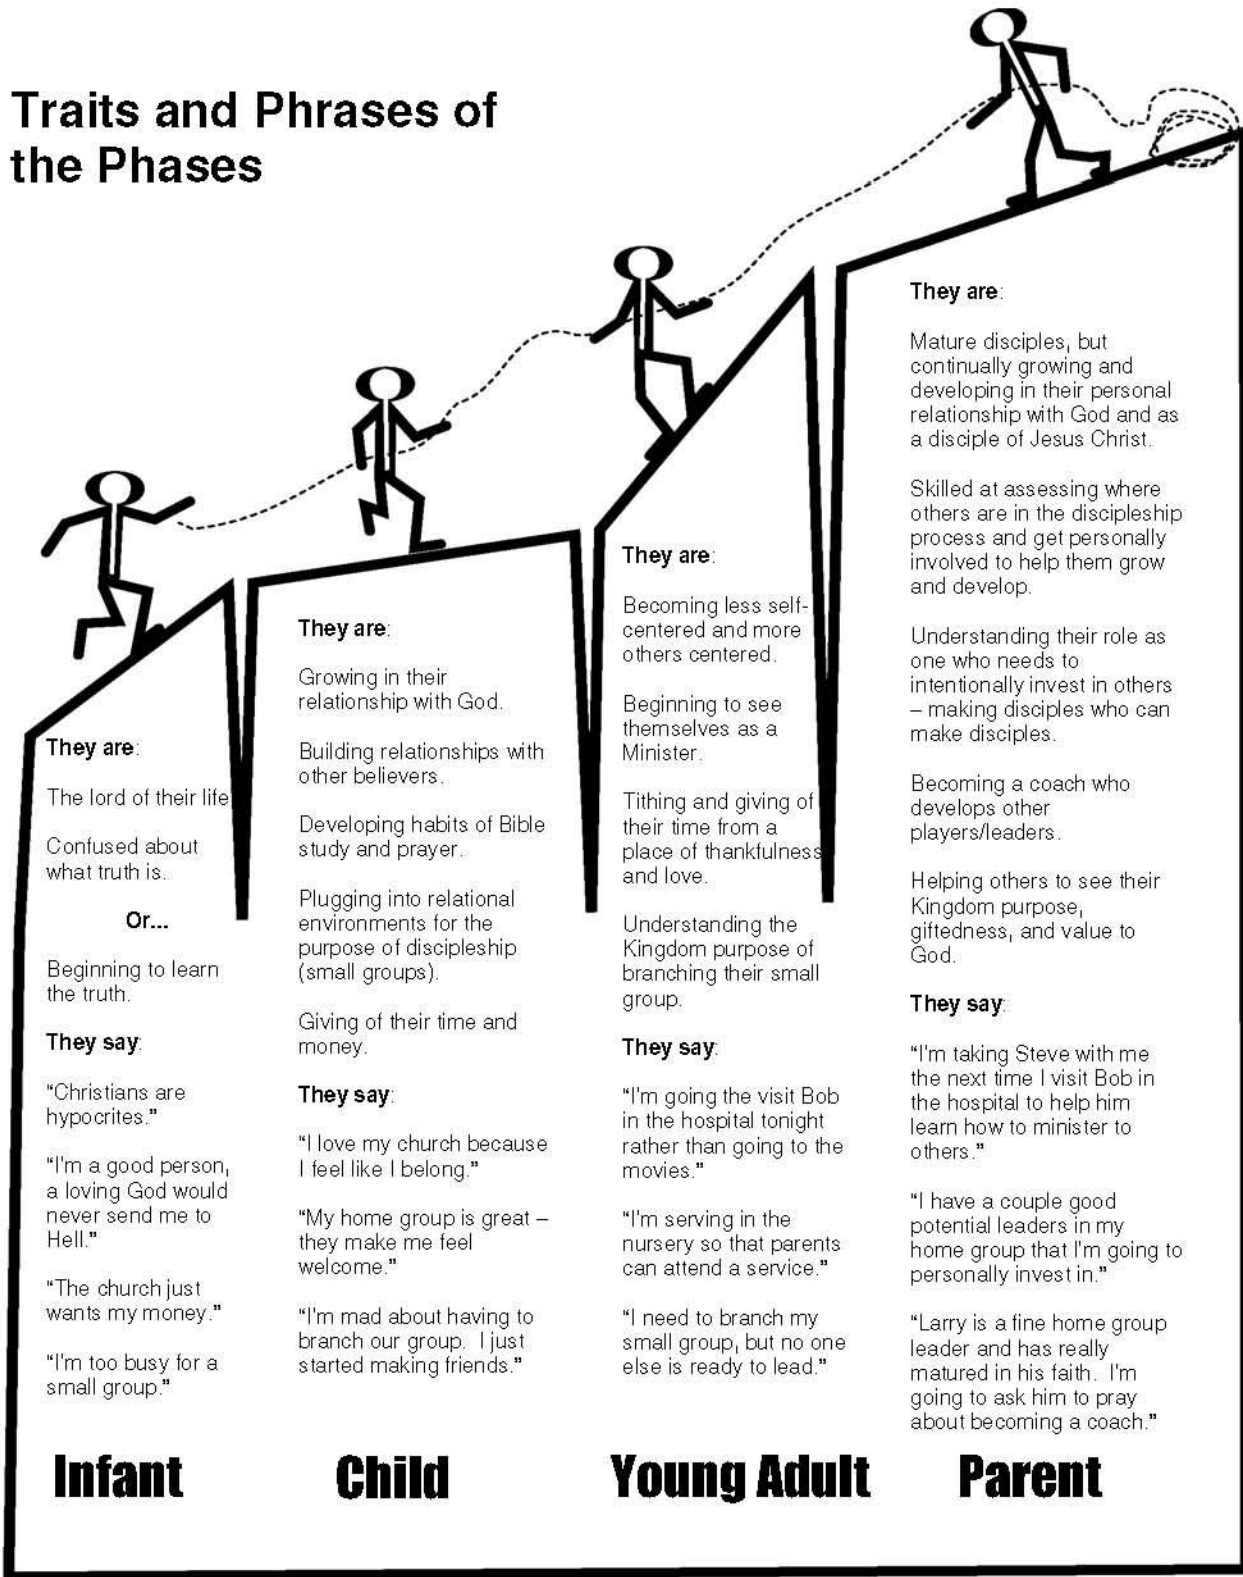 Traits and Phrases of
the Phases
They are:
The lord of their life
Confused about
what truth is.
Or...
Beginning to learn
the truth.
They say:
"Christians are
hypocrites."
"I'm a good person,
a loving God would
never send me to
Hell."
"The church just
wants my money."
"I'm too busy for a
small group."
Infant
They are:
Growing in their
relationship with God.
Building relationships with
other believers.
Developing habits of Bible
study and prayer.
Plugging into relational
environments for the
purpose of discipleship
(small groups).
Giving of their time and
money.
They say:
"I love my church because
I feel like I belong."
"My home group is great –
they make me feel
welcome."
"I'm mad about having to
branch our group.  I just
started making friends."
Child
They are:
Becoming less self-
centered and more
others centered.
Beginning to see
themselves as a
Minister.
Tithing and giving of
their time from a
place of thankfulness
and love.
Understanding the
Kingdom purpose of
branching their small
group.
They say:
"I'm going the visit Bob
in the hospital tonight
rather than going to the
movies."
"I'm serving in the
nursery so that parents
can attend a service."
"I need to branch my
small group, but no one
else is ready to lead."
Young Adult
They are:
Mature disciples, but
continually growing and
developing in their personal
relationship with God and as
a disciple of Jesus Christ.
Skilled at assessing where
others are in the discipleship
process and get personally
involved to help them grow
and develop.
Understanding their role as
one who needs to
intentionally invest in others
– making disciples who can
make disciples.
Becoming a coach who
develops other
players/leaders.
Helping others to see their
Kingdom purpose,
giftedness, and value to
God.
They say:
"I'm taking Steve with me
the next time I visit Bob in
the hospital to help him
learn how to minister to
others."
"I have a couple good
potential leaders in my
home group that I'm going to
personally invest in."
"Larry is a fine home group
leader and has really
matured in his faith.  I'm
going to ask him to pray
about becoming a coach."
Parent